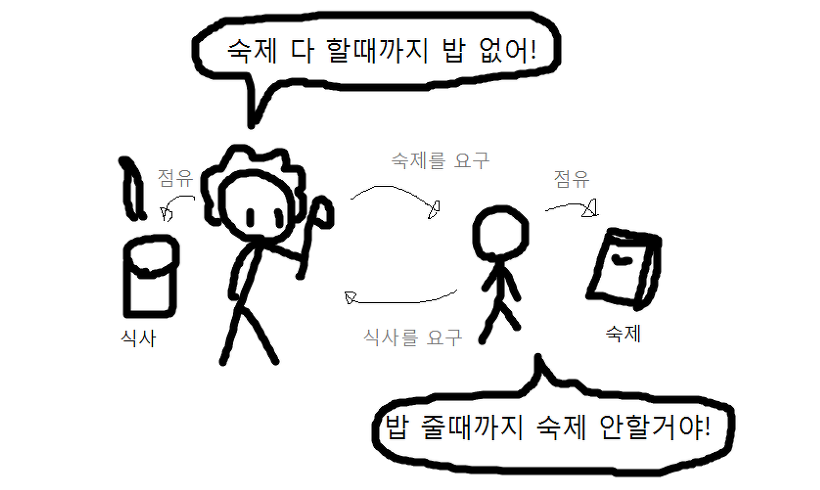 숙제 다 할때까지 밥 없어!
숙제를 요구
점유
점유
식사
식사를 요구
숙제
밥 줄때까지 숙제 안할거야!